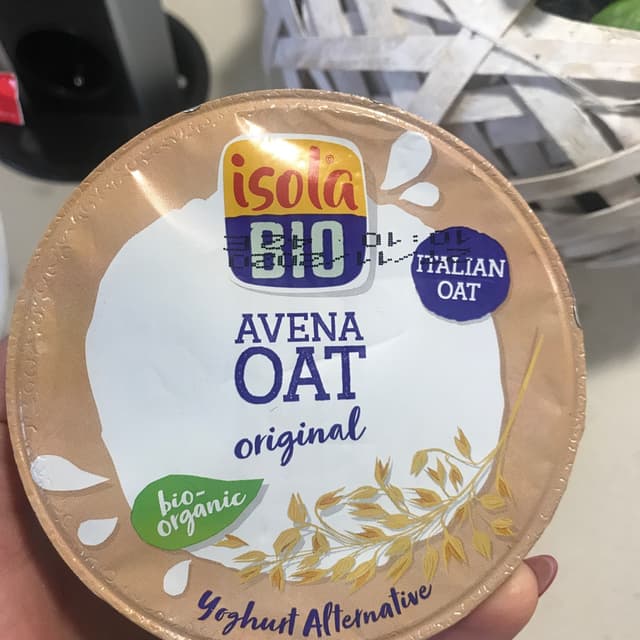 isola
BIO
ITALIAN
OAT
AVENA
OAT
original
bio-
organic
Yoghurt Alternative